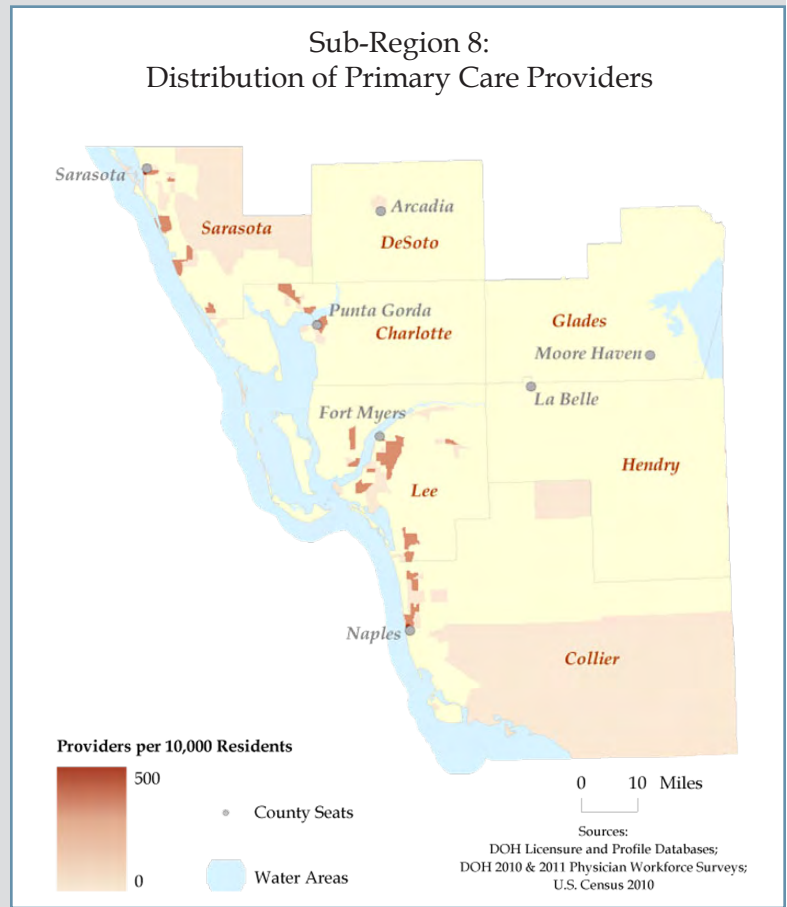 Sub-Region 8:
Distribution of Primary Care Providers
Sarasota
Sarasota
Arcadia
DeSoto
Punta Gorda
Charlotte
Glades
Moore Haven
La Belle
Fort Myers
Hendry
Lee
Naples
Collier
Providers per 10,000 Residents
500
0
County Seats
Water Areas
0 10 Miles
Sources:
DOH Licensure and Profile Databases;
DOH 2010 & 2011 Physician Workforce Surveys;
U.S. Census 2010